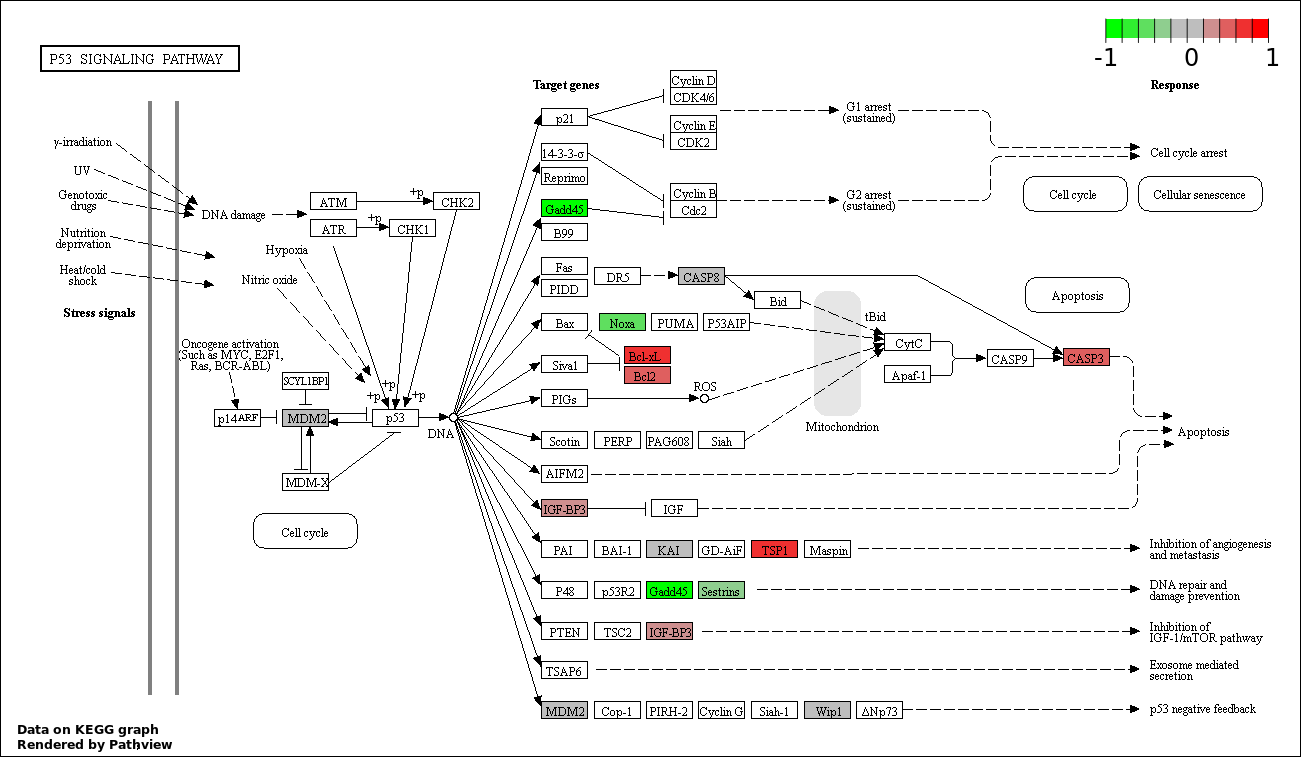 P53 SIGNALING PATHWAY
-1 0 1
Target genes
Response
γ-irradiation
UV
Genotoxic
drugs
Nutrition
deprivation
Heat/cold
shock
Stress signals
DNA damage
ATM
+p
CHK2
ATR
+p
CHK1
Hypoxia
Nitric oxide
Oncogene activation
(Such as MYC, E2F1,
Ras, BCR-ABL)
SCYL1BP1
+p
+p
+p
p14ARF
MDM2
p53
DNA
MDM-X
Cell cycle
p21
Cyclin D
CDK4/6
Cyclin E
CDK2
G1 arrest
(sustained)
14-3-3-σ
Reprimo
Gadd45
B99
Cyclin B
Cdc2
G2 arrest
(sustained)
Cell cycle arrest
Cell cycle
Cellular senescence
Fas
PIDD
DR5
CASP8
Bid
tBid
Apoptosis
Bax
Noxa
PUMA
P53AIP
Bcl-xL
Bcl2
Siva1
CytC
Apaf-1
CASP9
CASP3
PIGs
ROS
Mitochondrion
Scotin
PERP
PAG608
Siah
Apoptosis
AIFM2
IGF-BP3
IGF
PAI
BAI-1
KAI
GD-AiF
TSP1
Maspin
Inhibition of angiogenesis
and metastasis
P48
p53R2
Gadd45
Sestrins
DNA repair and
damage prevention
PTEN
TSC2
IGF-BP3
Inhibition of
IGF-1/mTOR pathway
TSAP6
Exosome mediated
secretion
MDM2
Cop-1
PIRH-2
Cyclin G
Siah-1
Wip1
ΔNp73
p53 negative feedback
Data on KEGG graph
Rendered by Pathview